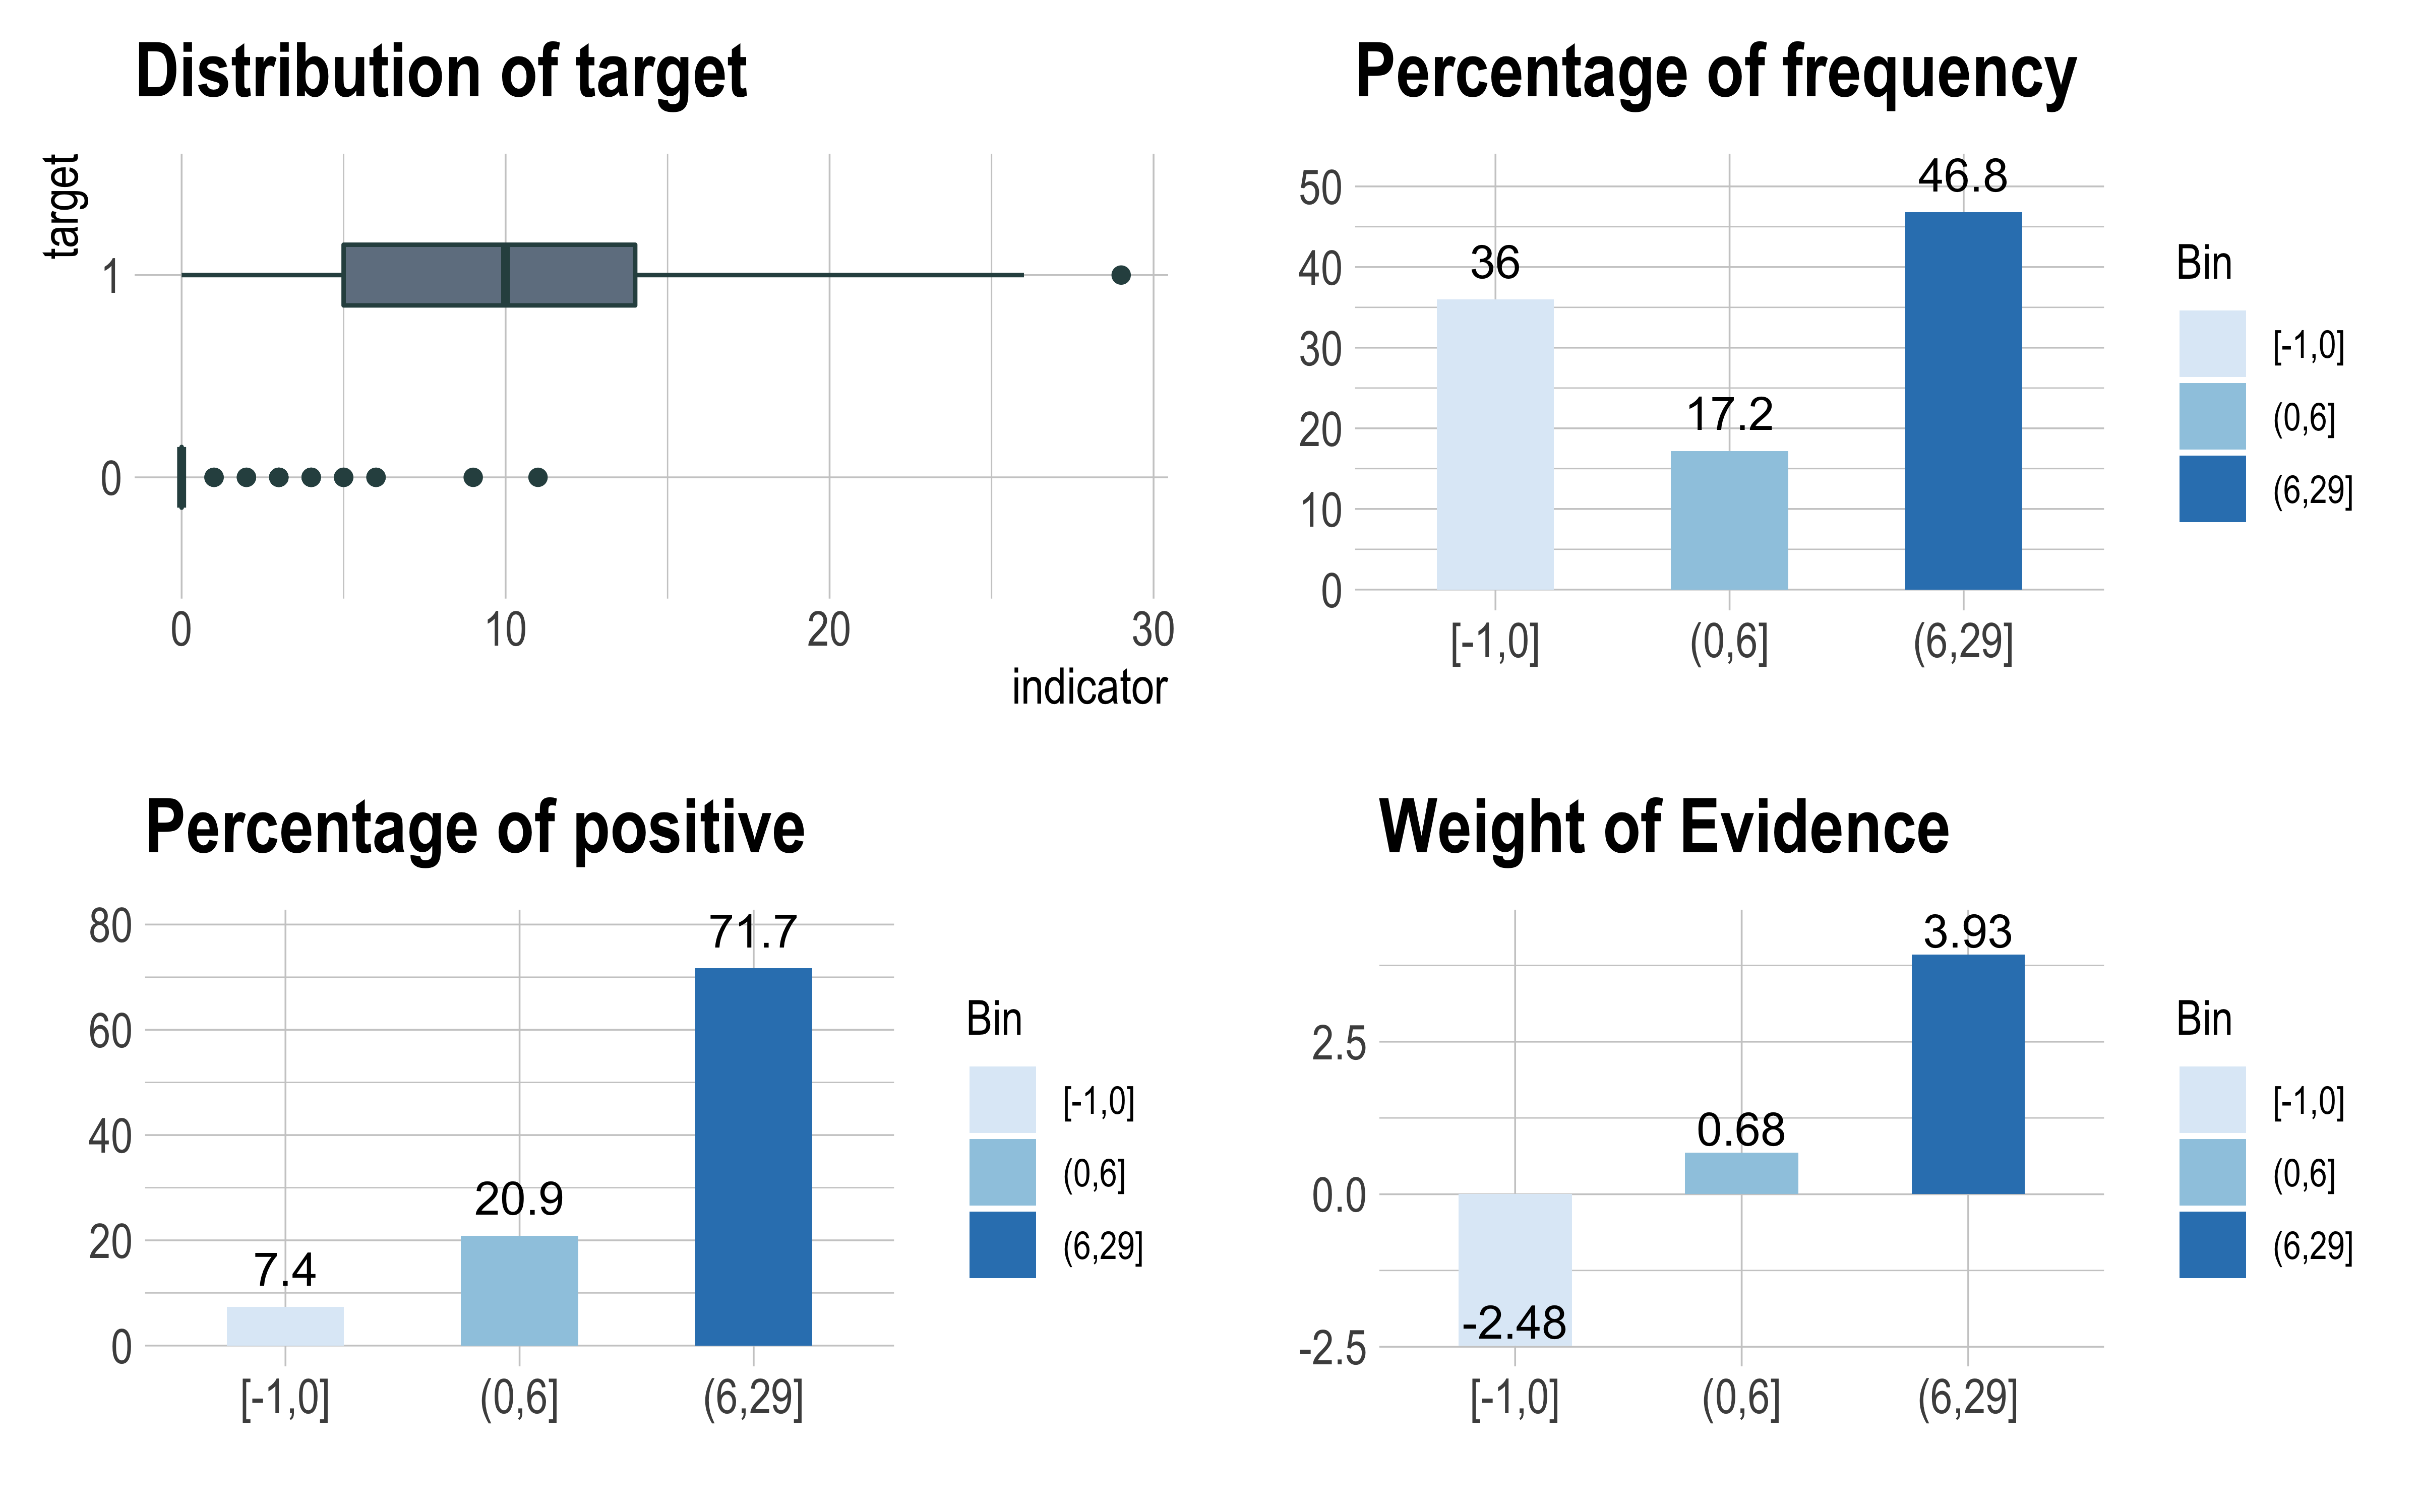 Distribution of target
target
1
0
0 10 20 30
indicator
Percentage of frequency
50
40
30
20
10
0
36
17.2
46.8
[-1,0] (0,6] (6,29]
Bin
[-1,0]
(0,6]
(6,29]
Percentage of positive
80
60
40
20
0
7.4
20.9
71.7
[-1,0] (0,6] (6,29]
Bin
[-1,0]
(0,6]
(6,29]
Weight of Evidence
2.5
0.0
-2.5
-2.48
0.68
3.93
[-1,0] (0,6] (6,29]
Bin
[-1,0]
(0,6]
(6,29]